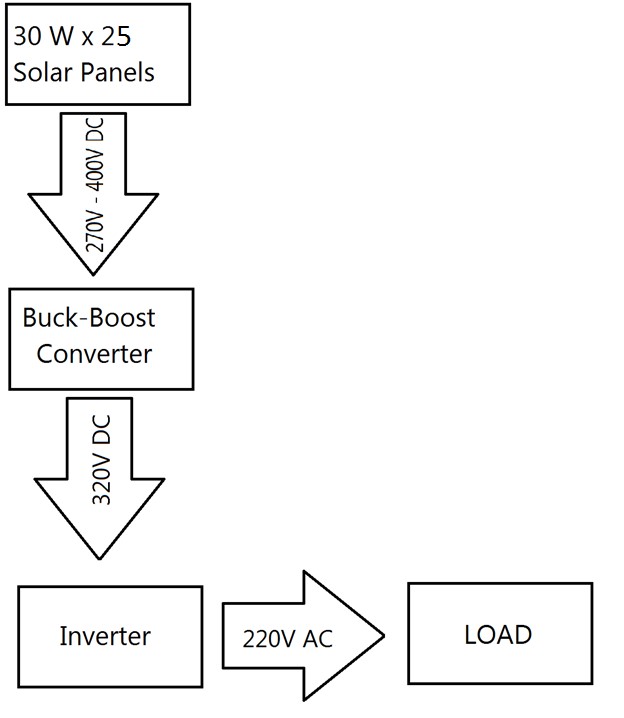 30 W x 25
Solar Panels
270V - 400V DC
Buck-Boost
Converter
320V DC
Inverter
220V AC
LOAD